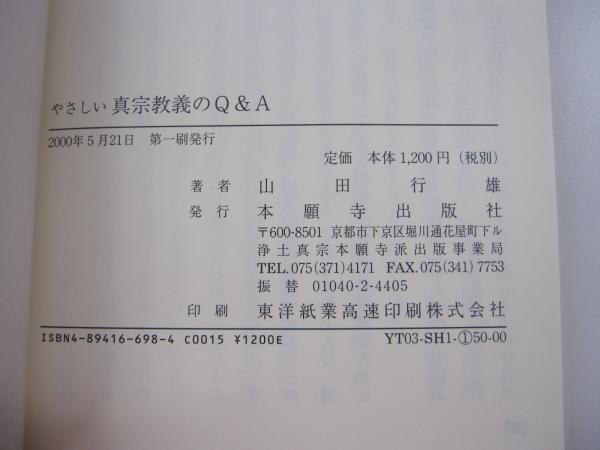 やさしい 真宗教義のQ&A
2000年5月21日 第一刷発行
定価 本体1,200円(税別)
著者 山田行雄
発行 本願寺出版社
〒600-8501 京都市下京区堀川通花屋町下ル
浄土真宗本願寺派出版事業局
TEL.075(371)4171 FAX.075(341)7753
振替 01040-2-4405
印刷 東洋紙業高速印刷株式会社
ISBN4-89416-698-4 C0015 ¥1200E YT03-SH1-①50-00